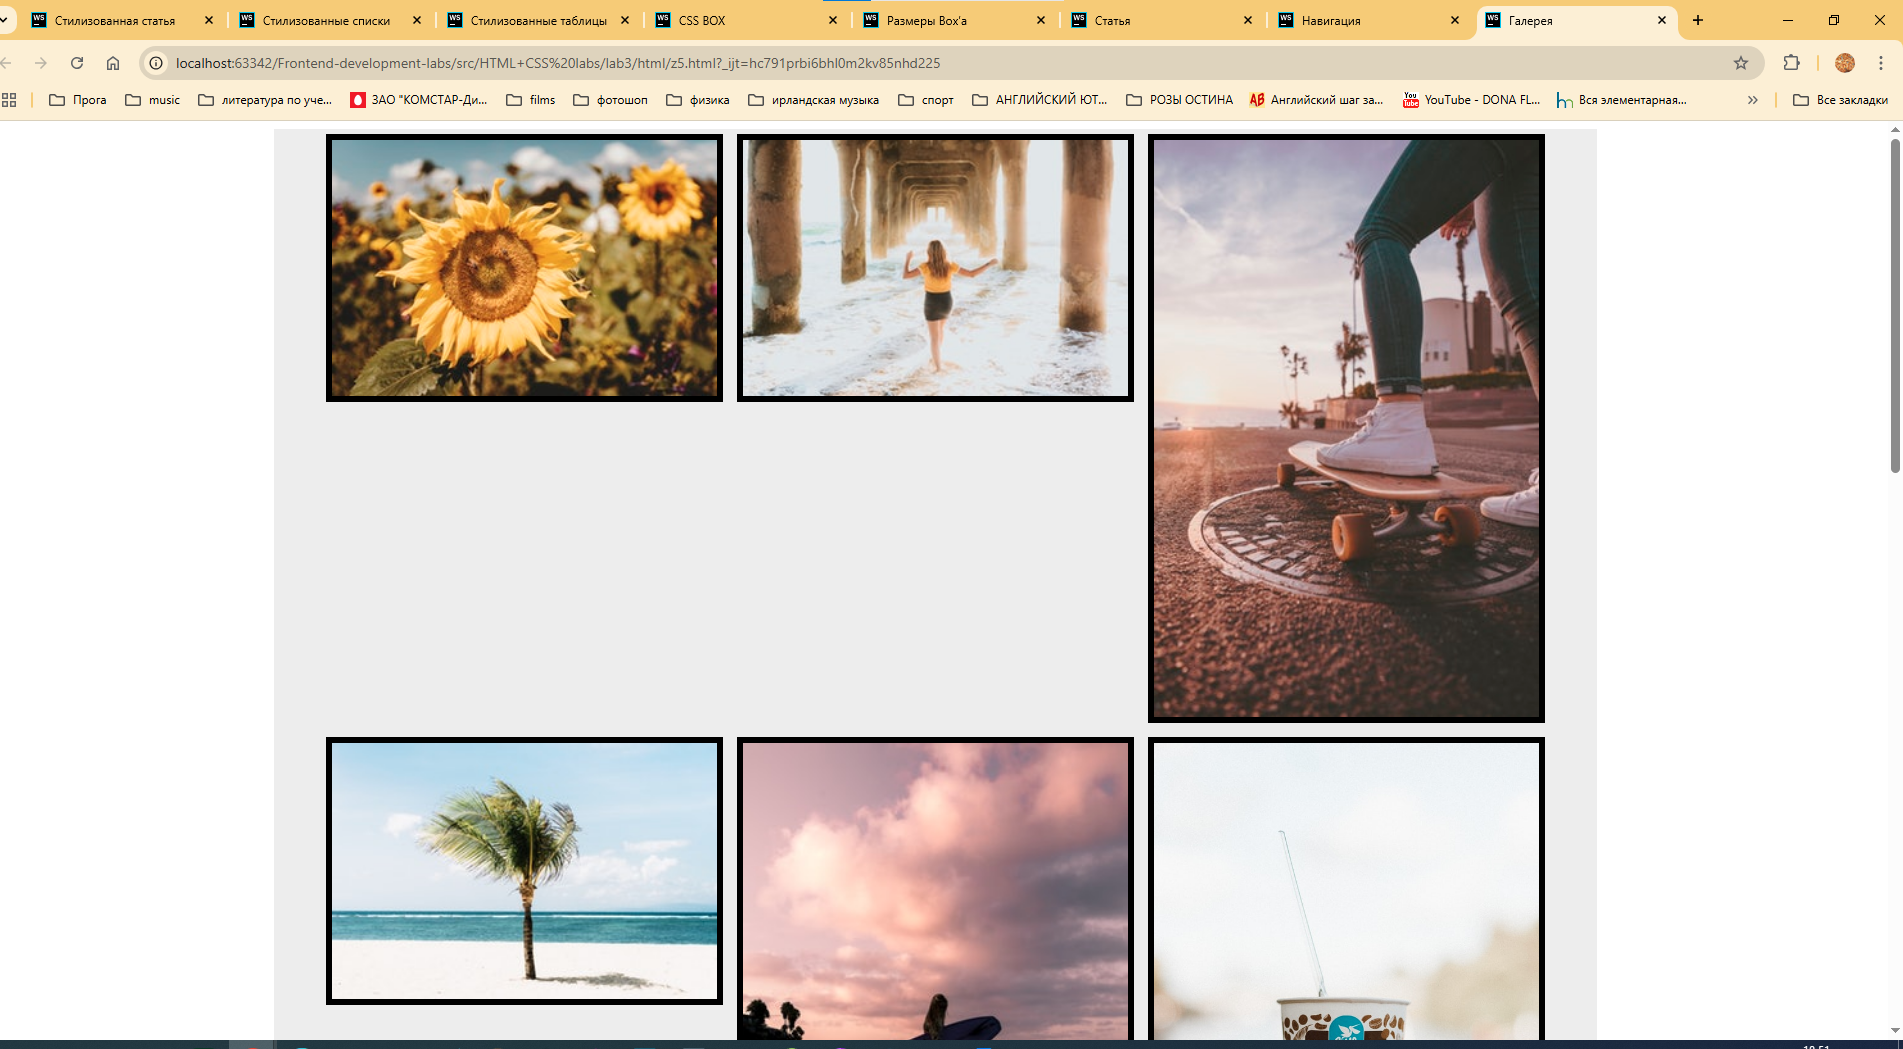 Стилизованная статья
Стилизованные списки
Стилизованные таблицы
CSS BOX
Размеры Box'а
Статья
Навигация
Галерея
localhost:63342/Frontend-development-labs/src/HTML+CSS%20labs/lab3/html/z5.html?_ijt=hc791prbi6bhl0m2kv85nhd225
Прога
music
литература по уче...
ЗАО "КОМСТАР-Ди...
films
фотошоп
физика
ирландская музыка
спорт
АНГЛИЙСКИЙ ЮТ...
РОЗЫ ОСТИНА
Английский шаг за...
YouTube - DONA FL...
Вся элементарная...
Все закладки